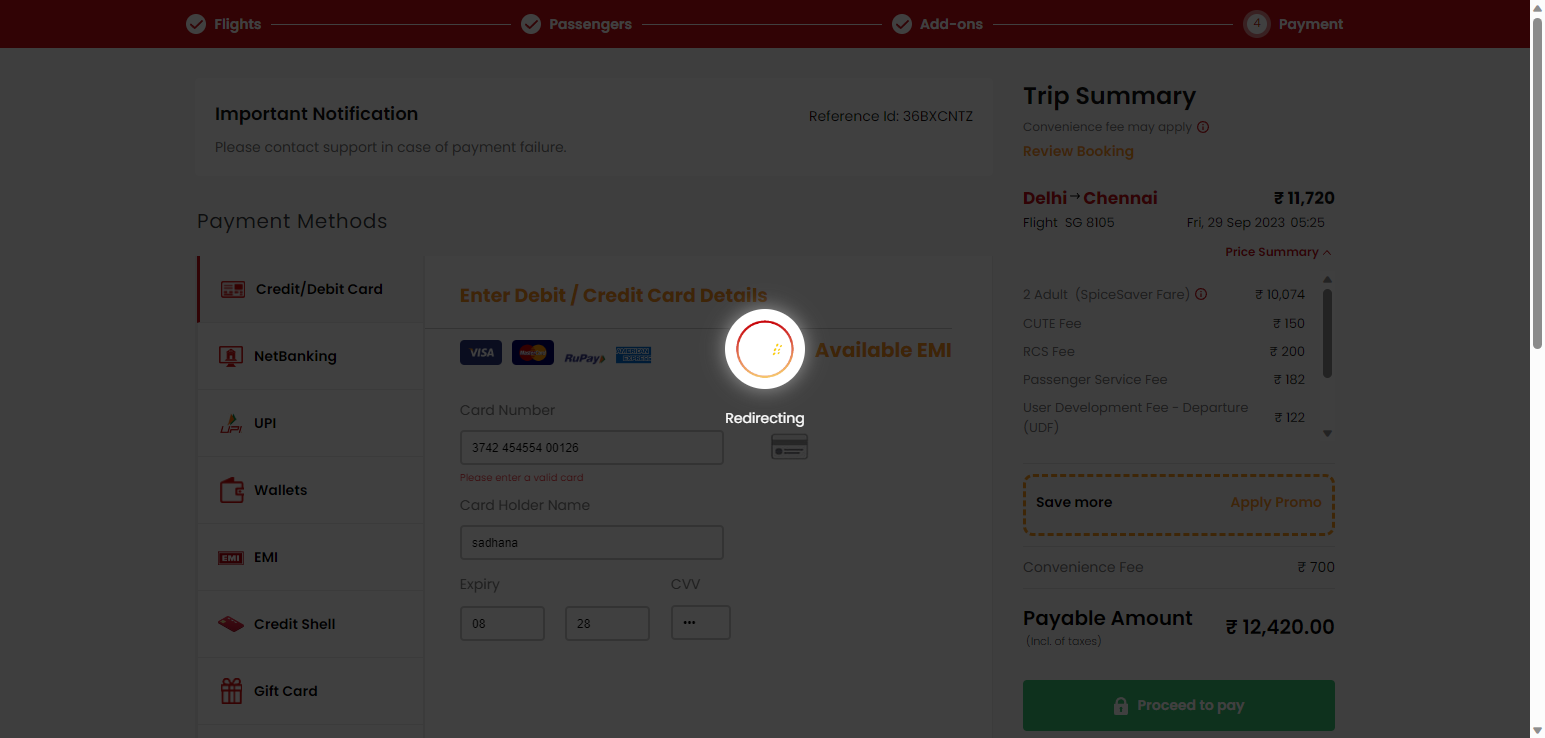 Flights
Passengers
Add-ons
4
Payment
Important Notification
Reference Id: 36BXCNTZ
Please contact support in case of payment failure.
Payment Methods
Credit/Debit Card
NetBanking
UPI
UPI
Wallets
EMI
EMI
Credit Shell
Gift Card
Enter Debit / Credit Card Details
VISA
MasterCard
RuPay
AMERICAN EXPRESS
Available EMI
Redirecting
Card Number
3742 454554 00126
Please enter a valid card
Card Holder Name
sadhana
Expiry
CVV
08
28
•••
Trip Summary
Convenience fee may apply
Review Booking
Delhi→Chennai
₹ 11,720
Flight SG 8105
Fri, 29 Sep 2023 05:25
Price Summary
2 Adult (SpiceSaver Fare)
₹ 10,074
CUTE Fee
₹ 150
RCS Fee
₹ 200
Passenger Service Fee
₹ 182
User Development Fee - Departure
(UDF)
₹ 122
Save more
Apply Promo
Convenience Fee
₹ 700
Payable Amount
(Incl. of taxes)
₹ 12,420.00
Proceed to pay